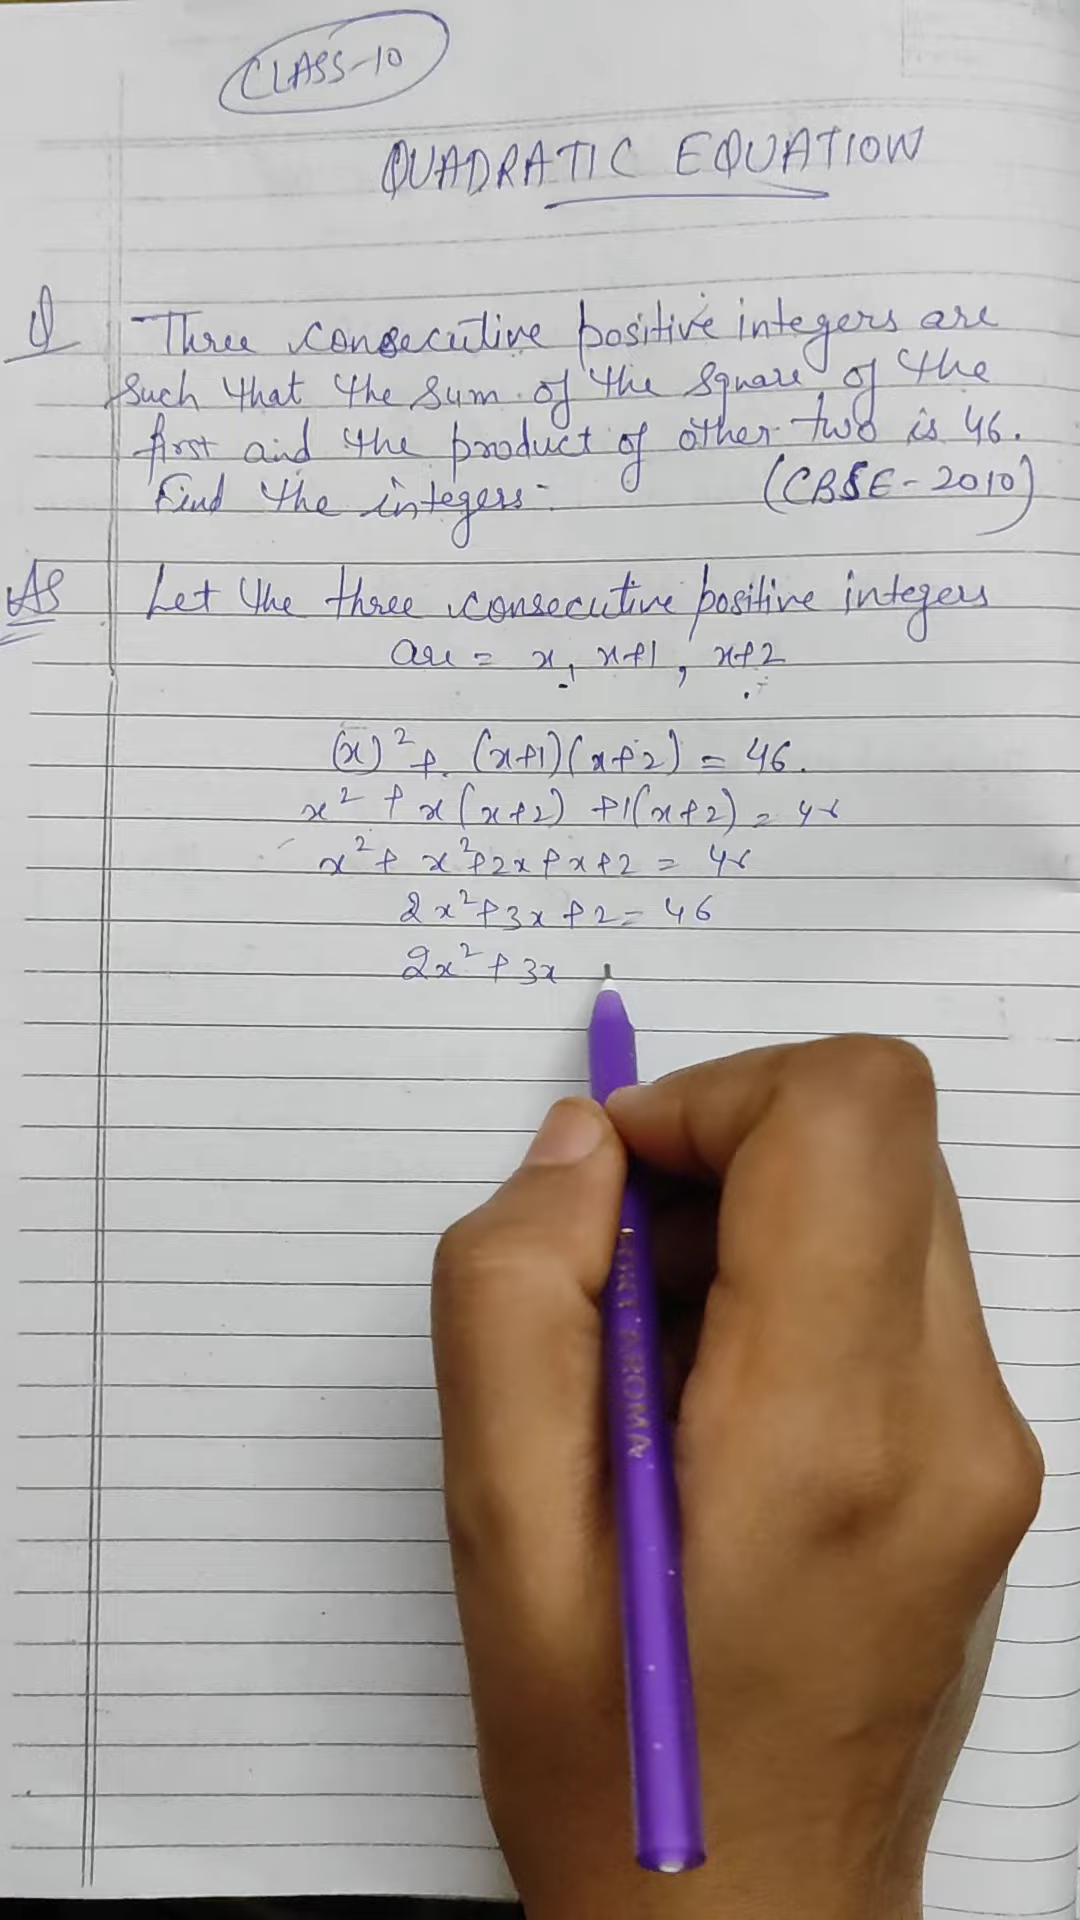 CLASS-10
QUADRATIC EQUATION
Q Three consecutive positive integers are
such that the sum of the square of the
first and the product of other two is 46.
Find the integers:- (CBSE-2010)
AS Let the three consecutive positive integers
are = x, x+1, x+2
(x)² + (x+1)(x+2) = 46.
x² + x(x+2) +1(x+2) = 46
x² + x²+2x+x+2 = 46
2x²+3x+2 = 46
2x² + 3x
AROMA